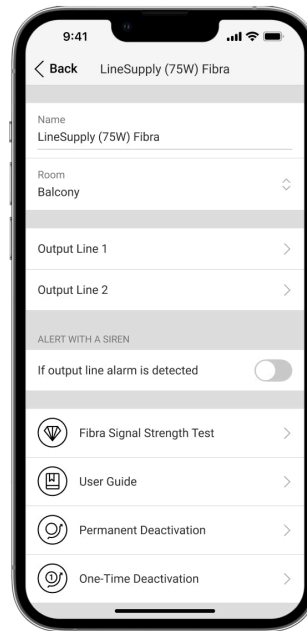 9:41
Back LineSupply (75W) Fibra
Name
LineSupply (75W) Fibra
Room
Balcony
Output Line 1
Output Line 2
ALERT WITH A SIREN
If output line alarm is detected
Fibra Signal Strength Test
User Guide
Permanent Deactivation
1
One-Time Deactivation